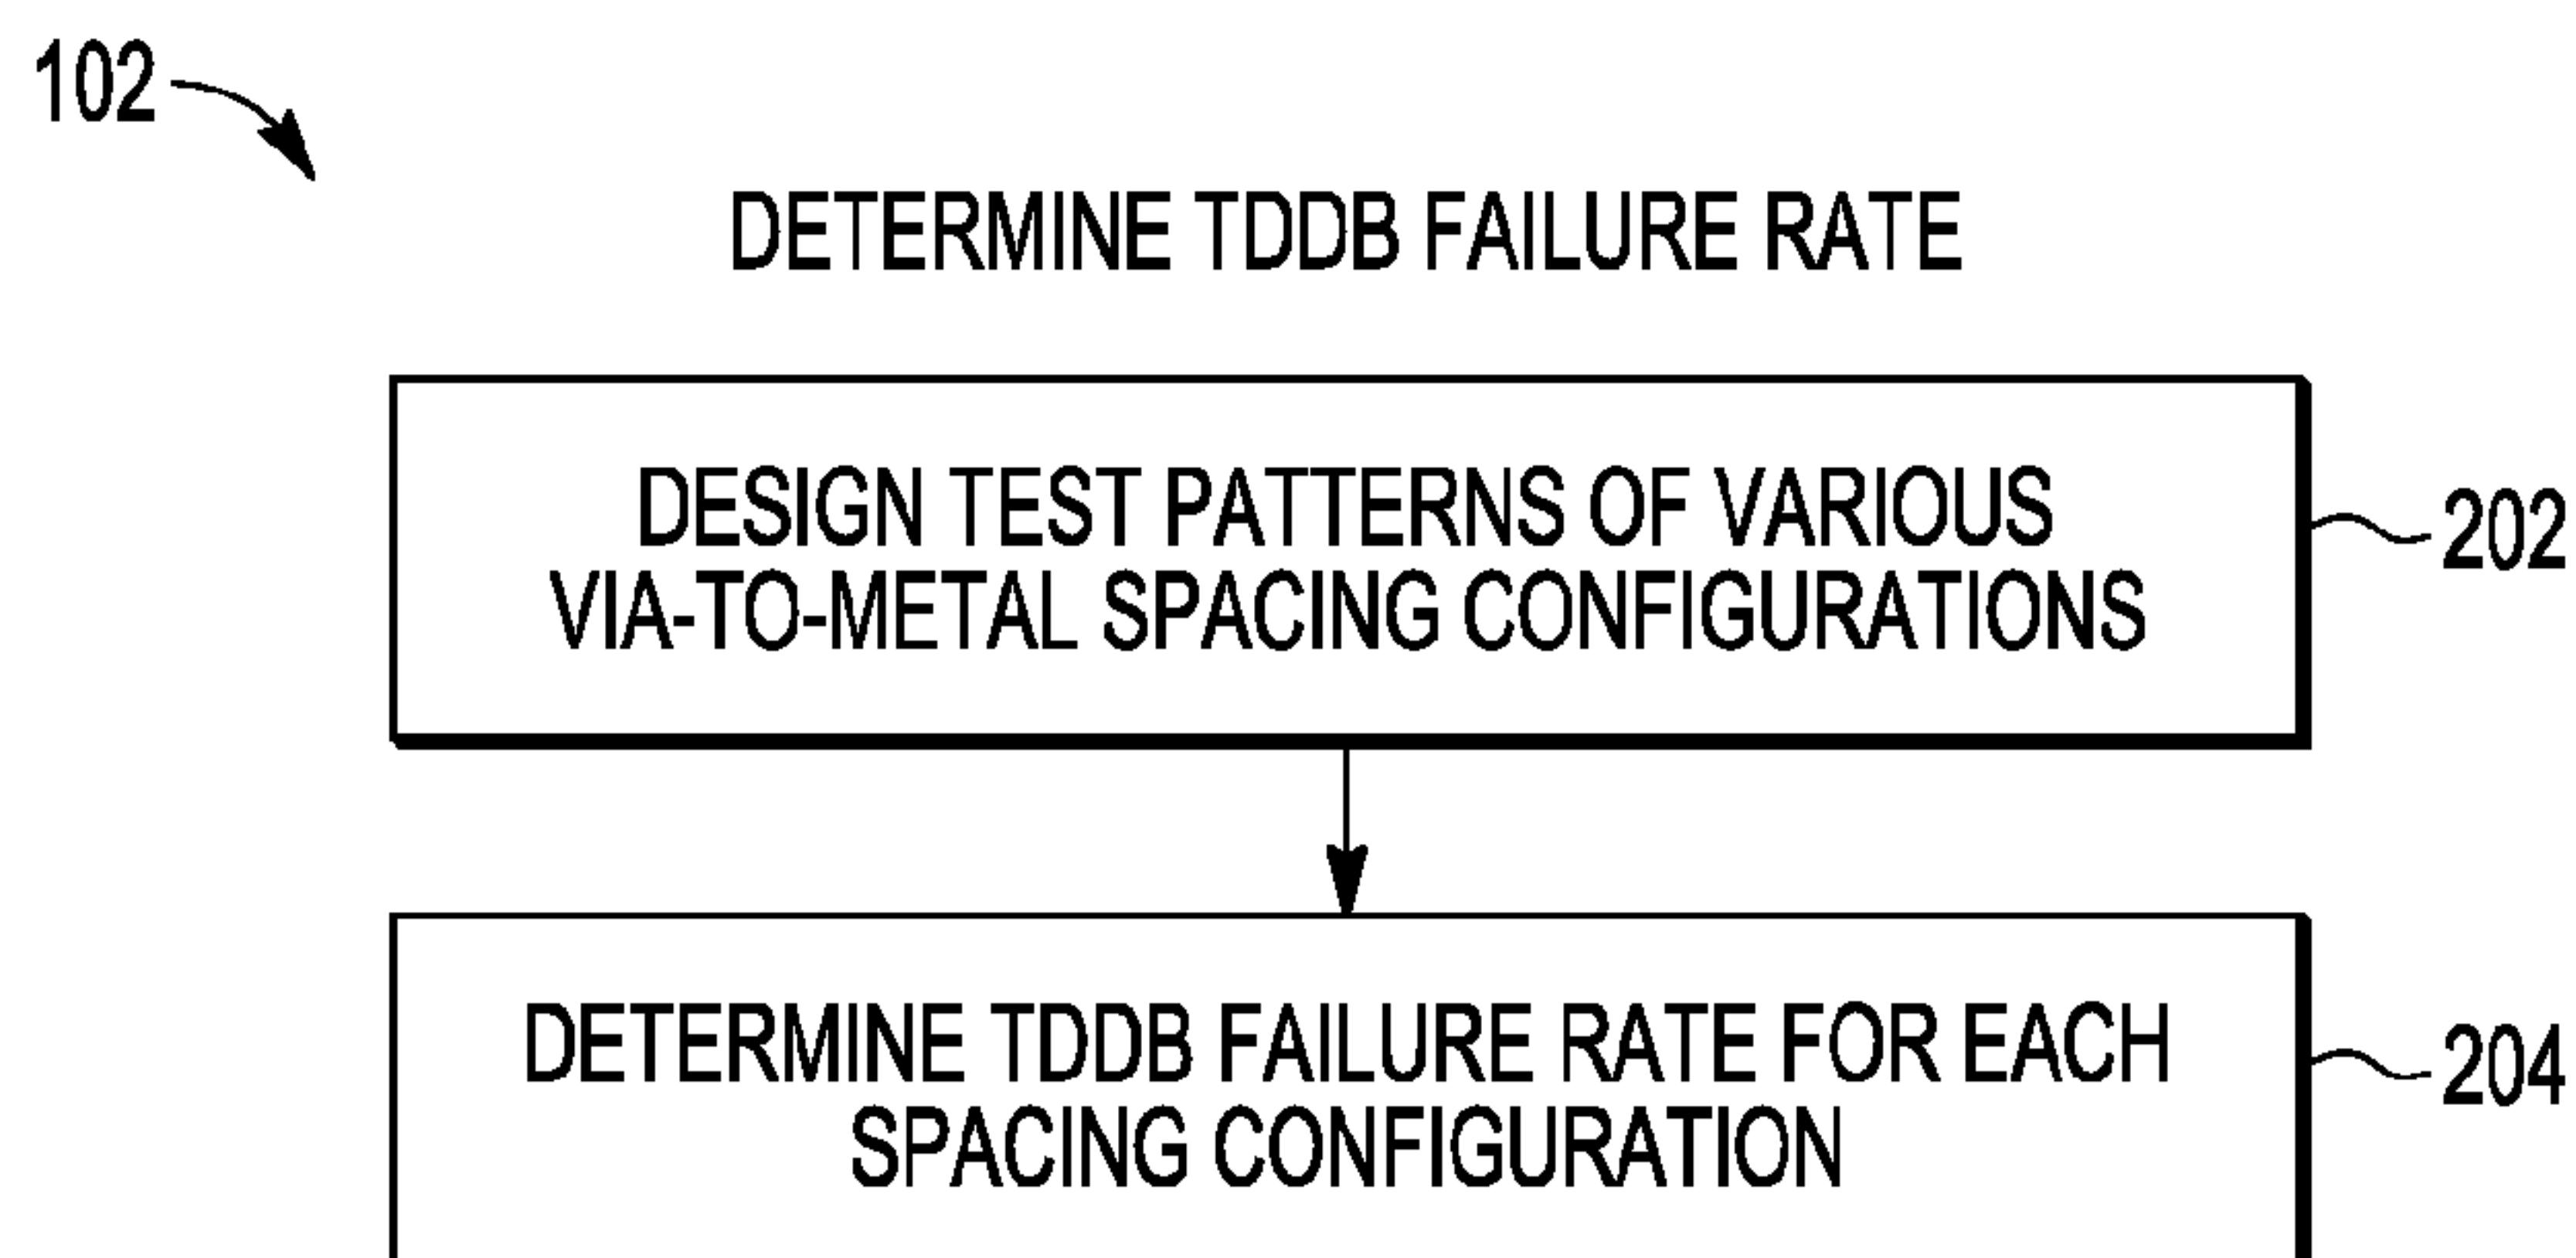 102
DETERMINE TDDB FAILURE RATE
DESIGN TEST PATTERNS OF VARIOUS
VIA-TO-METAL SPACING CONFIGURATIONS
202
DETERMINE TDDB FAILURE RATE FOR EACH
SPACING CONFIGURATION
204